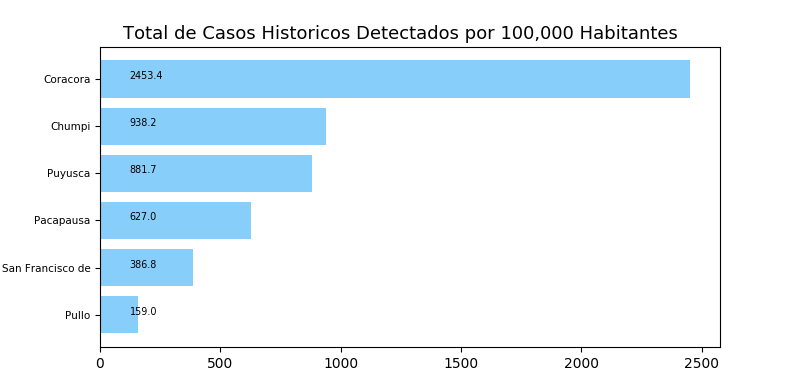 Total de Casos Historicos Detectados por 100,000 Habitantes
Coracora 2453.4
Chumpi 938.2
Puyusca 881.7
Pacapausa 627.0
San Francisco de 386.8
Pullo 159.0
0 500 1000 1500 2000 2500